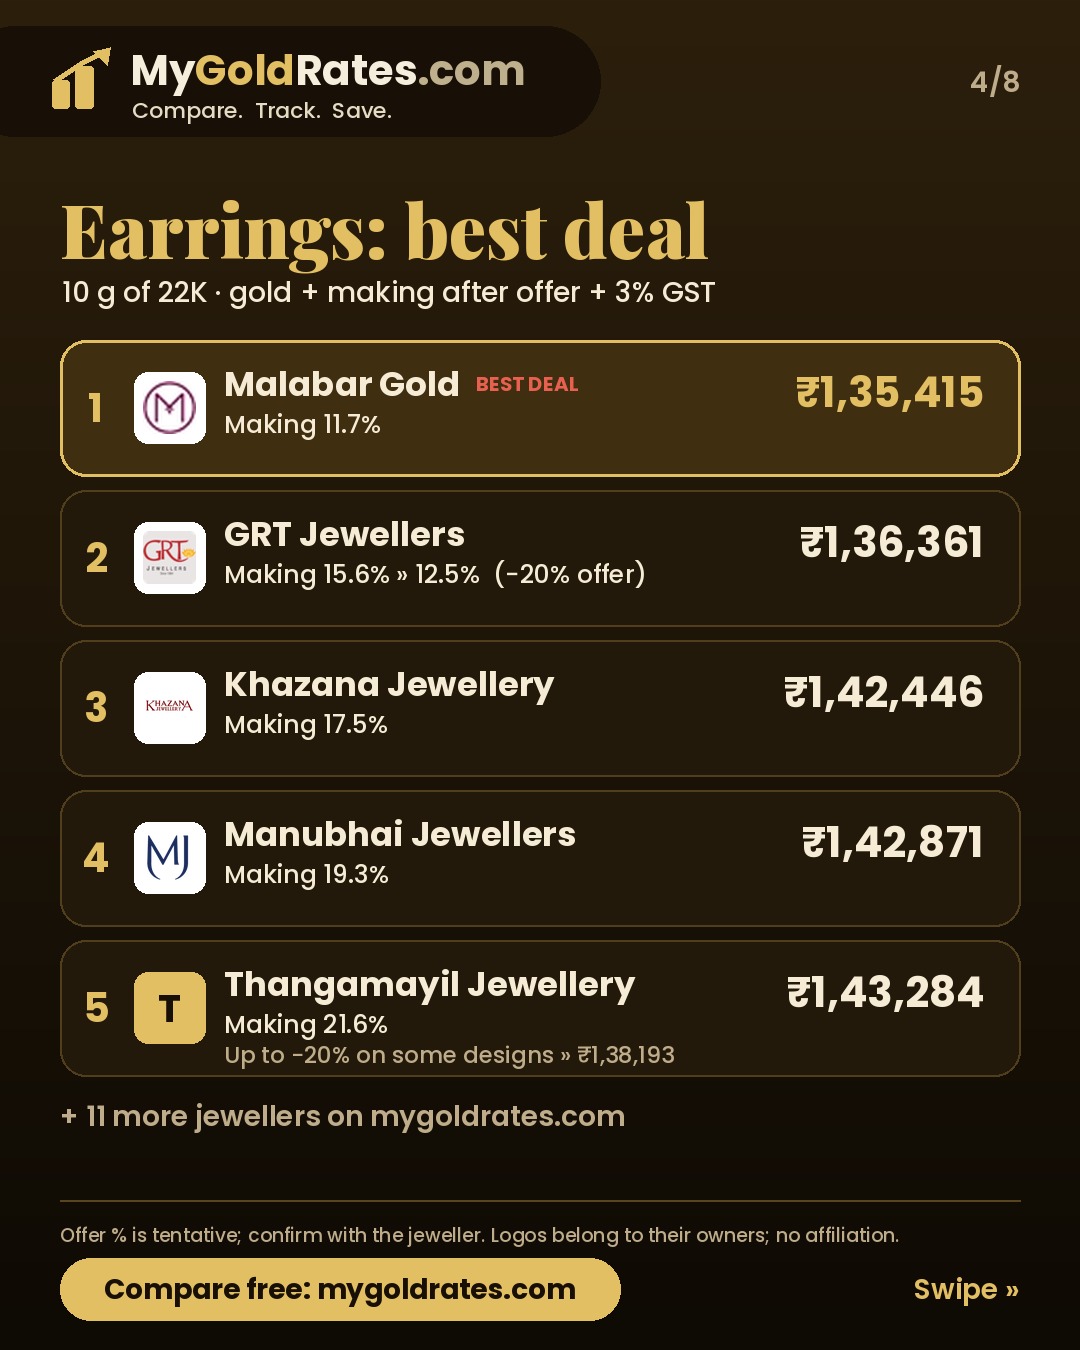 MyGoldRates.com
Compare. Track. Save.
4/8
Earrings: best deal
10 g of 22K · gold + making after offer + 3% GST
1
Malabar Gold BEST DEAL
Making 11.7%
₹1,35,415
2
GRT JEWELLERS
GRT Jewellers
Making 15.6% » 12.5% (−20% offer)
₹1,36,361
3
KHAZANA JEWELLERY
Khazana Jewellery
Making 17.5%
₹1,42,446
4
MJ
Manubhai Jewellers
Making 19.3%
₹1,42,871
5
T
Thangamayil Jewellery
Making 21.6%
Up to −20% on some designs » ₹1,38,193
₹1,43,284
+ 11 more jewellers on mygoldrates.com
Offer % is tentative; confirm with the jeweller. Logos belong to their owners; no affiliation.
Compare free: mygoldrates.com
Swipe »